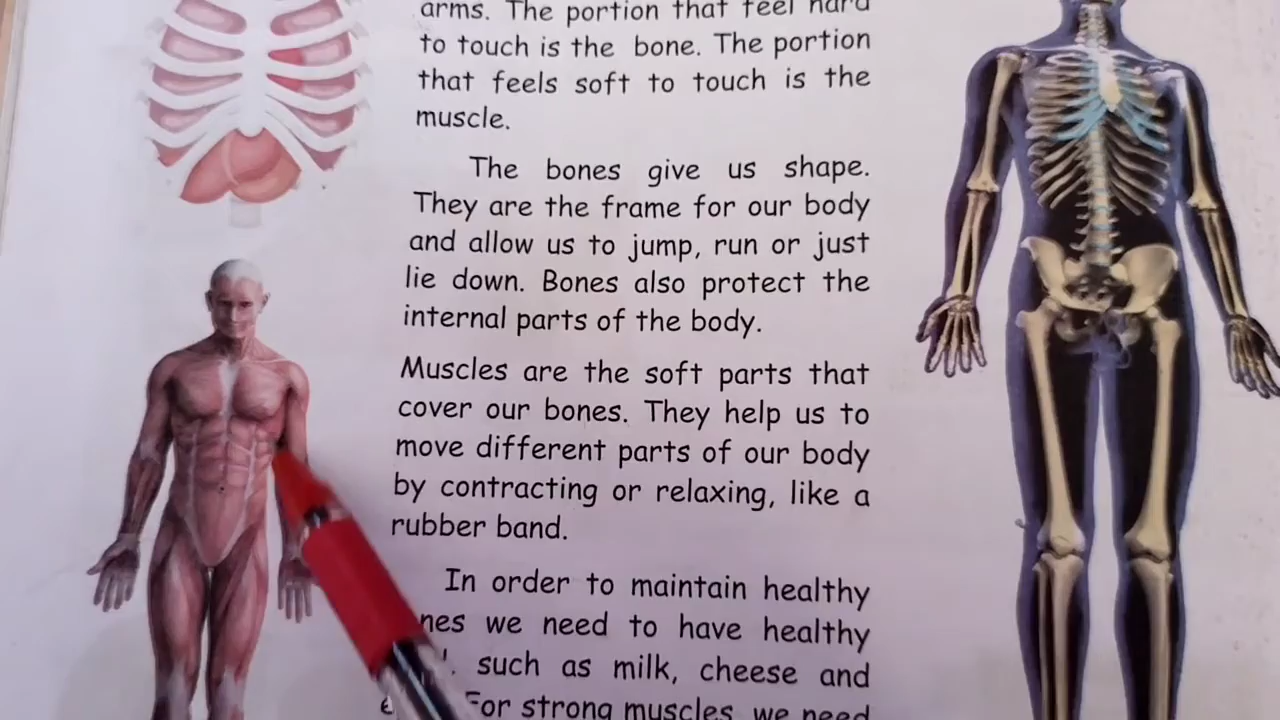 arms. The portion that feel hard
to touch is the bone. The portion
that feels soft to touch is the
muscle.
The bones give us shape.
They are the frame for our body
and allow us to jump, run or just
lie down. Bones also protect the
internal parts of the body.
Muscles are the soft parts that
cover our bones. They help us to
move different parts of our body
by contracting or relaxing, like a
rubber band.
In order to maintain healthy
we need to have healthy
such as milk, cheese and
For strong muscles, we need